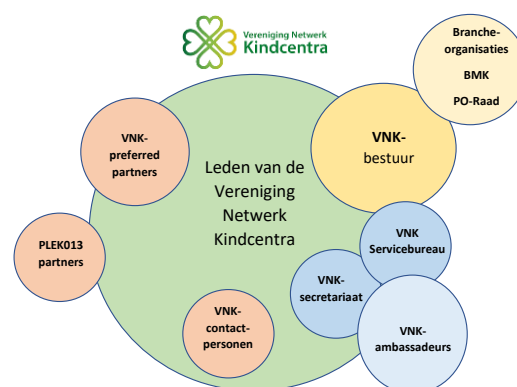 Vereniging Netwerk
Kindcentra
Branche-
organisaties
BMK
PO-Raad
VNK-
preferred
partners
VNK-
bestuur
Leden van de
Vereniging
Netwerk
Kindcentra
PLEK013
partners
VNK
Servicebureau
VNK-
secretariaat
VNK-
contact-
personen
VNK-
ambassadeurs